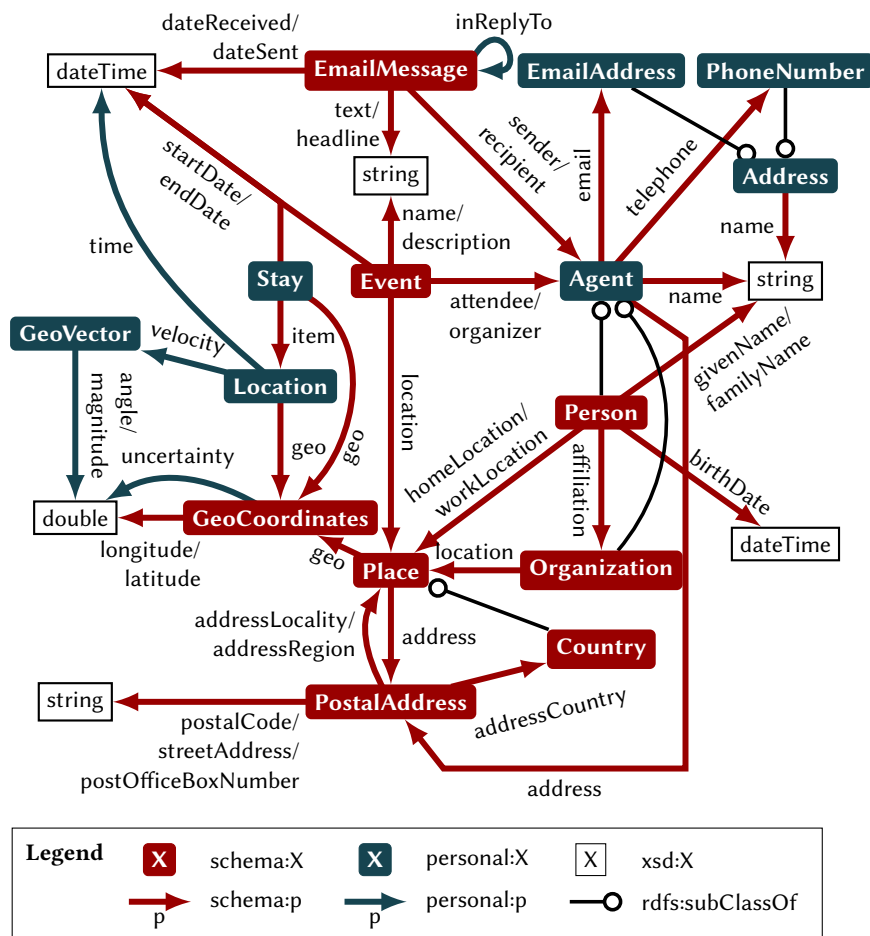 dateReceived/
dateSent
inReplyTo
dateTime
EmailMessage
EmailAddress
PhoneNumber
text/
headline
sender/
recipient
email
telephone
startDate/
endDate
string
Address
name/
description
name
time
Stay
Event
attendee/
organizer
Agent
name
string
GeoVector
velocity
item
Location
location
givenName/
familyName
angle/
magnitude
uncertainty
geo
geo
homeLocation/
workLocation
Person
affiliation
birthDate
double
GeoCoordinates
dateTime
longitude/
latitude
geo
Place
location
Organization
addressLocality/
addressRegion
address
Country
string
PostalAddress
addressCountry
postalCode/
streetAddress/
postOfficeBoxNumber
address
Legend
X schema:X
X personal:X
X xsd:X
p schema:p
p personal:p
rdfs:subClassOf